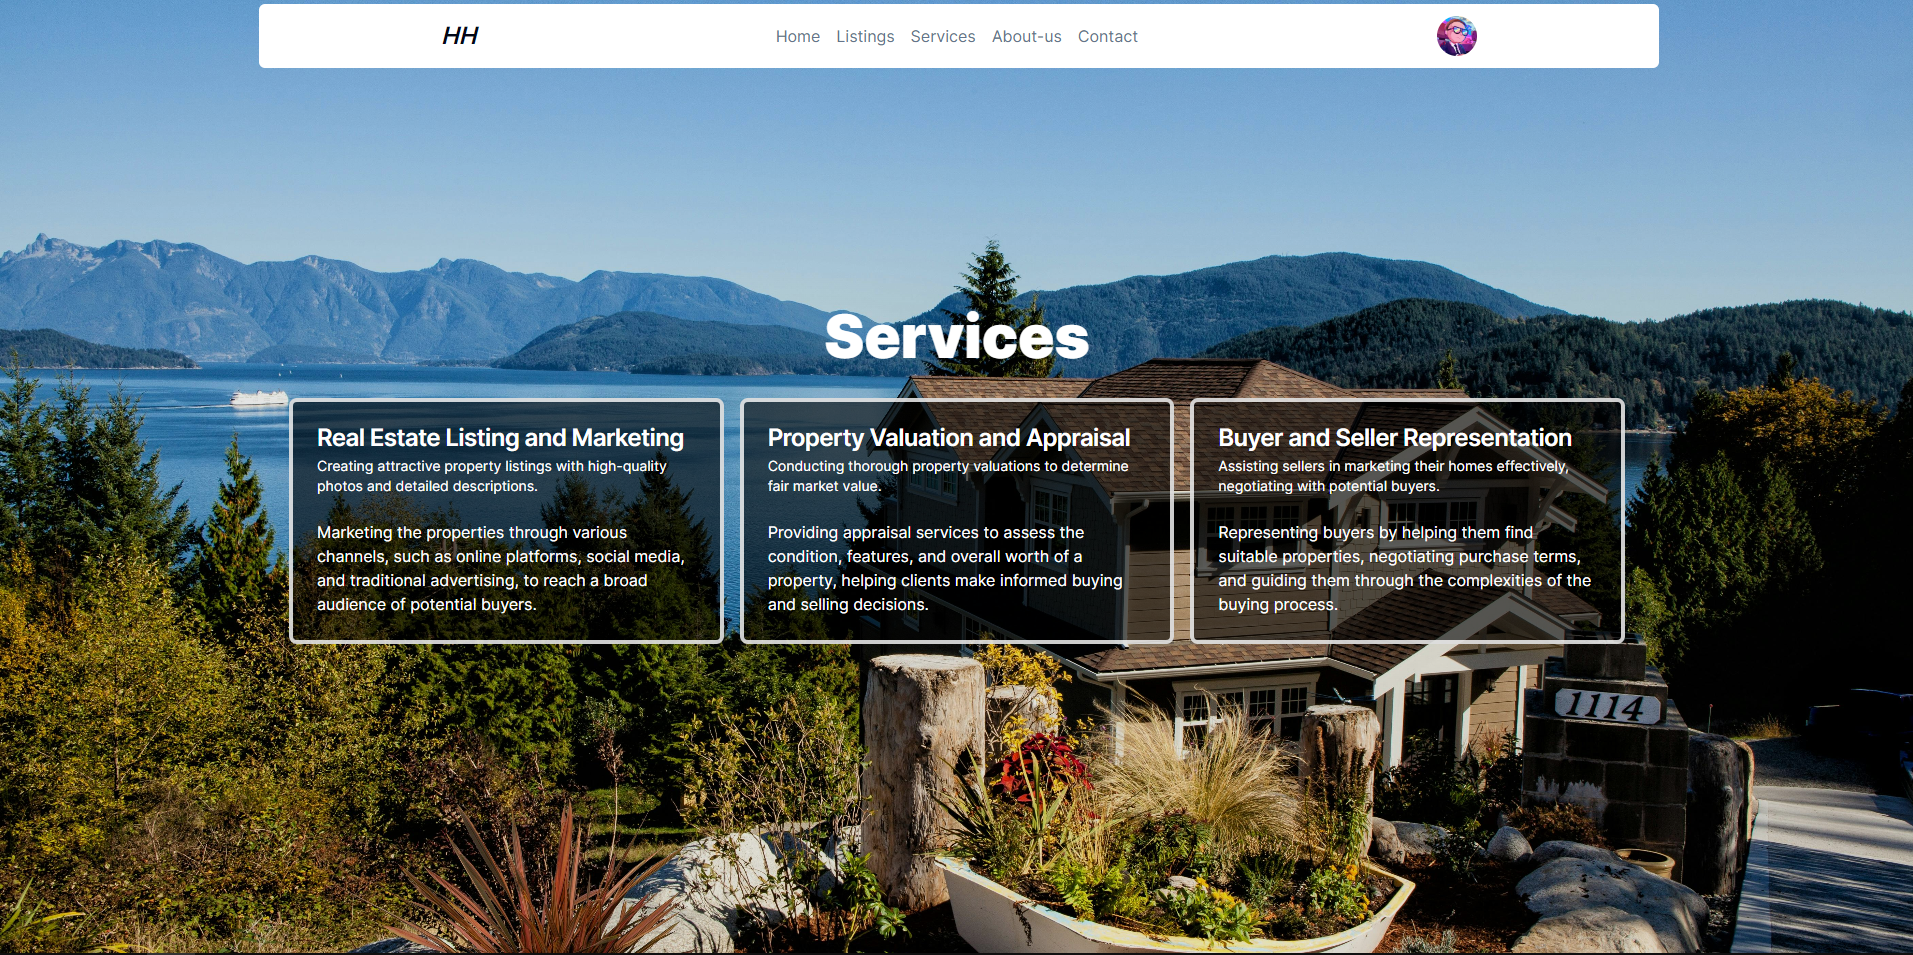 HH
Home Listings Services About-us Contact
Services
Real Estate Listing and Marketing
Creating attractive property listings with high-quality
photos and detailed descriptions.
Marketing the properties through various
channels, such as online platforms, social media,
and traditional advertising, to reach a broad
audience of potential buyers.
Property Valuation and Appraisal
Conducting thorough property valuations to determine
fair market value.
Providing appraisal services to assess the
condition, features, and overall worth of a
property, helping clients make informed buying
and selling decisions.
Buyer and Seller Representation
Assisting sellers in marketing their homes effectively,
negotiating with potential buyers.
Representing buyers by helping them find
suitable properties, negotiating purchase terms,
and guiding them through the complexities of the
buying process.
1114